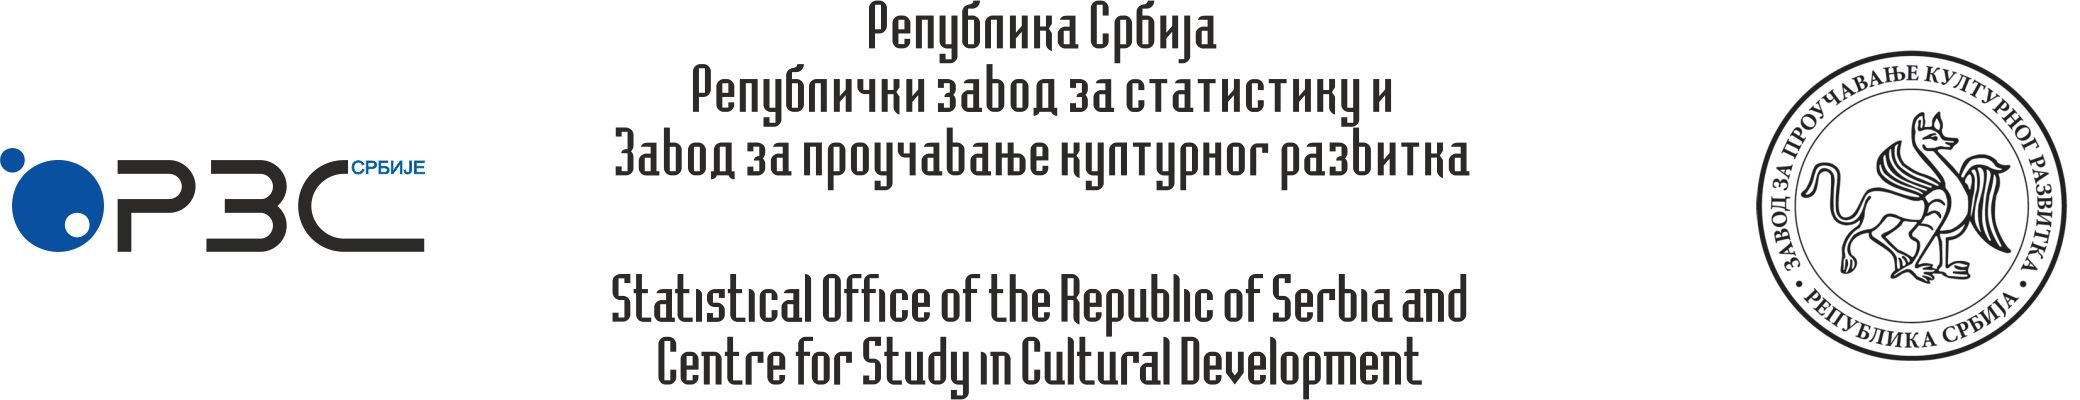 РЗС
СРБИЈЕ
Република Србија
Републички завод за статистику и
Завод за проучавање културног развитка
Statistical Office of the Republic of Serbia and
Centre for Study in Cultural Development
ЗАВОД ЗА ПРОУЧАВАЊЕ КУЛТУРНОГ РАЗВИТКА
• РЕПУБЛИКА СРБИЈА •